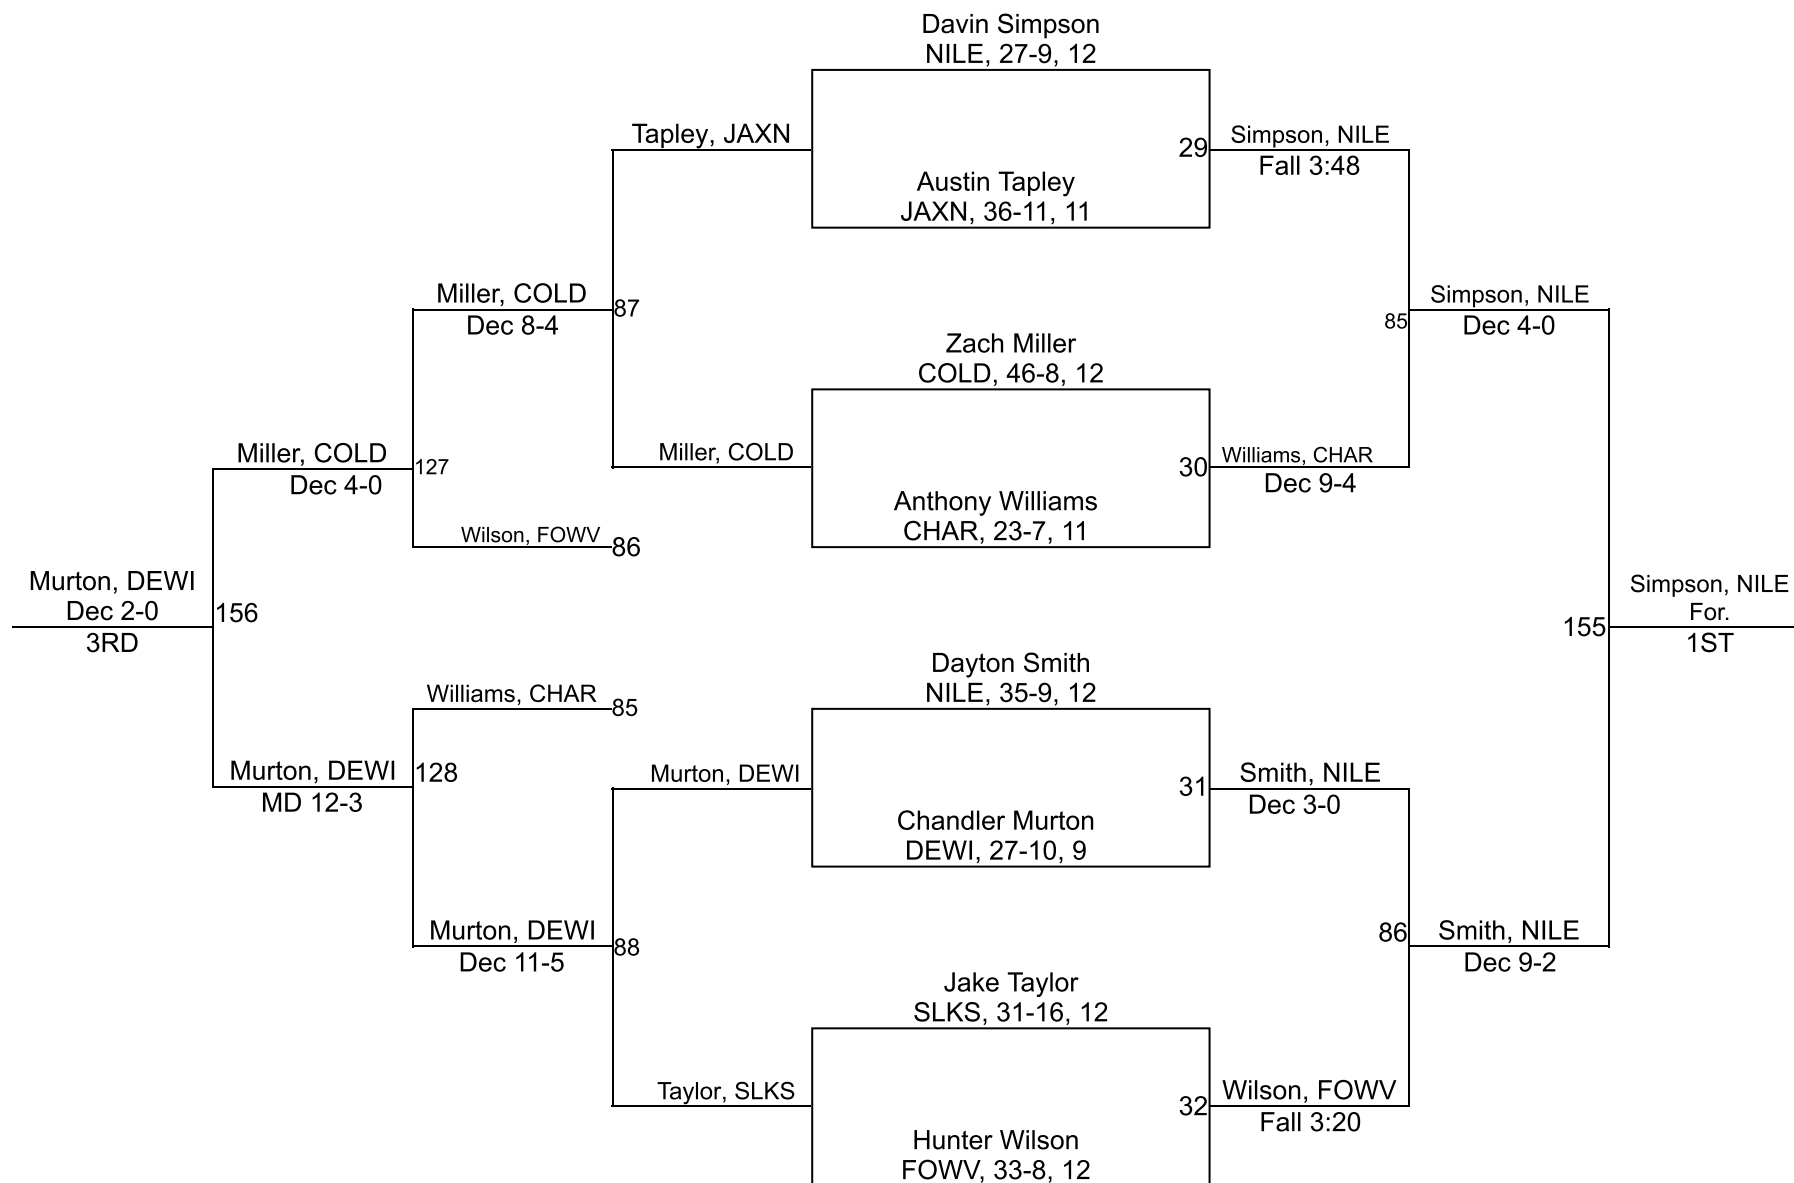 Davin Simpson
NILE, 27-9, 12
Tapley, JAXN
29
Simpson, NILE
Fall 3:48
Austin Tapley
JAXN, 36-11, 11
Miller, COLD
Dec 8-4
87
Simpson, NILE
Dec 4-0
85
Zach Miller
COLD, 46-8, 12
Miller, COLD
Dec 4-0
127
Miller, COLD
30
Williams, CHAR
Dec 9-4
Anthony Williams
CHAR, 23-7, 11
Wilson, FOWV
86
Murton, DEWI
Dec 2-0
3RD
156
155
Simpson, NILE
For.
1ST
Dayton Smith
NILE, 35-9, 12
Williams, CHAR
85
Murton, DEWI
MD 12-3
128
Murton, DEWI
31
Smith, NILE
Dec 3-0
Chandler Murton
DEWI, 27-10, 9
Murton, DEWI
Dec 11-5
88
86
Smith, NILE
Dec 9-2
Jake Taylor
SLKS, 31-16, 12
Taylor, SLKS
32
Wilson, FOWV
Fall 3:20
Hunter Wilson
FOWV, 33-8, 12